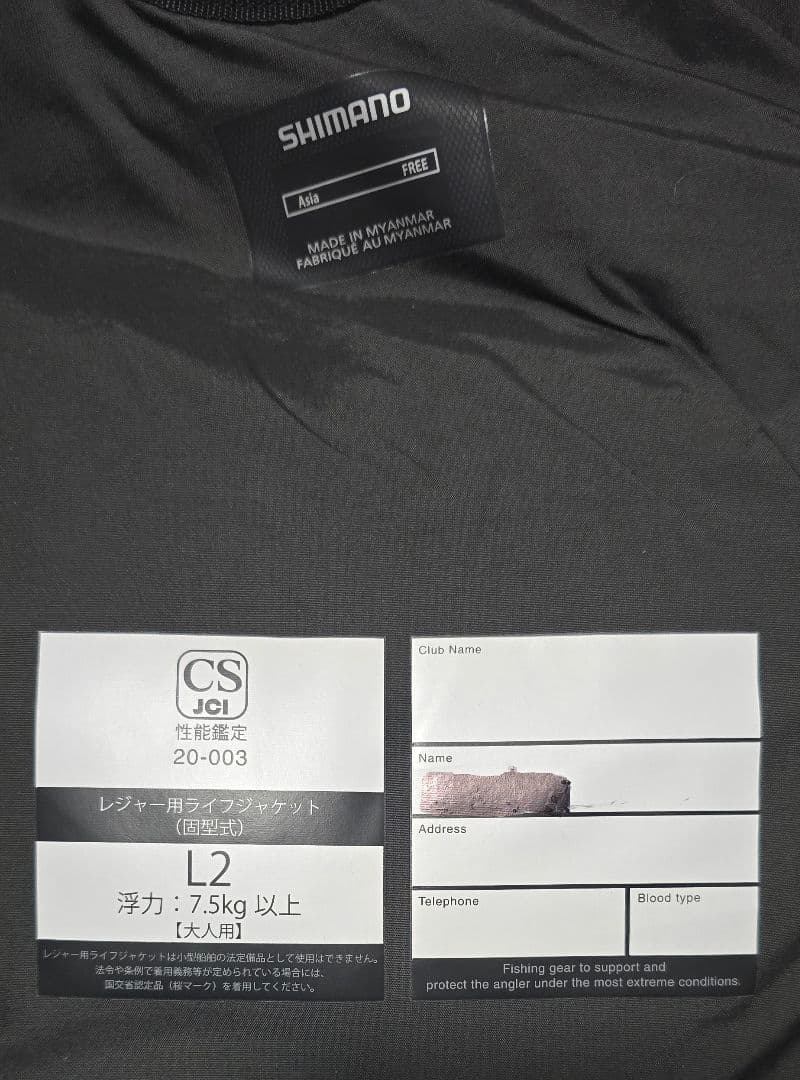 SHIMANO
Asia FREE
MADE IN MYANMAR
FABRIQUÉ AU MYANMAR
CS
JCI
性能鑑定
20-003
レジャー用ライフジャケット
（固型式）
L2
浮力：7.5kg 以上
【大人用】
レジャー用ライフジャケットは小型船舶の法定備品として使用はできません。
法令や条例で着用義務等が定められている場合には、
国交省認定品（桜マーク）を着用してください。
Club Name
Name
Address
Telephone
Blood type
Fishing gear to support and
protect the angler under the most extreme conditions.